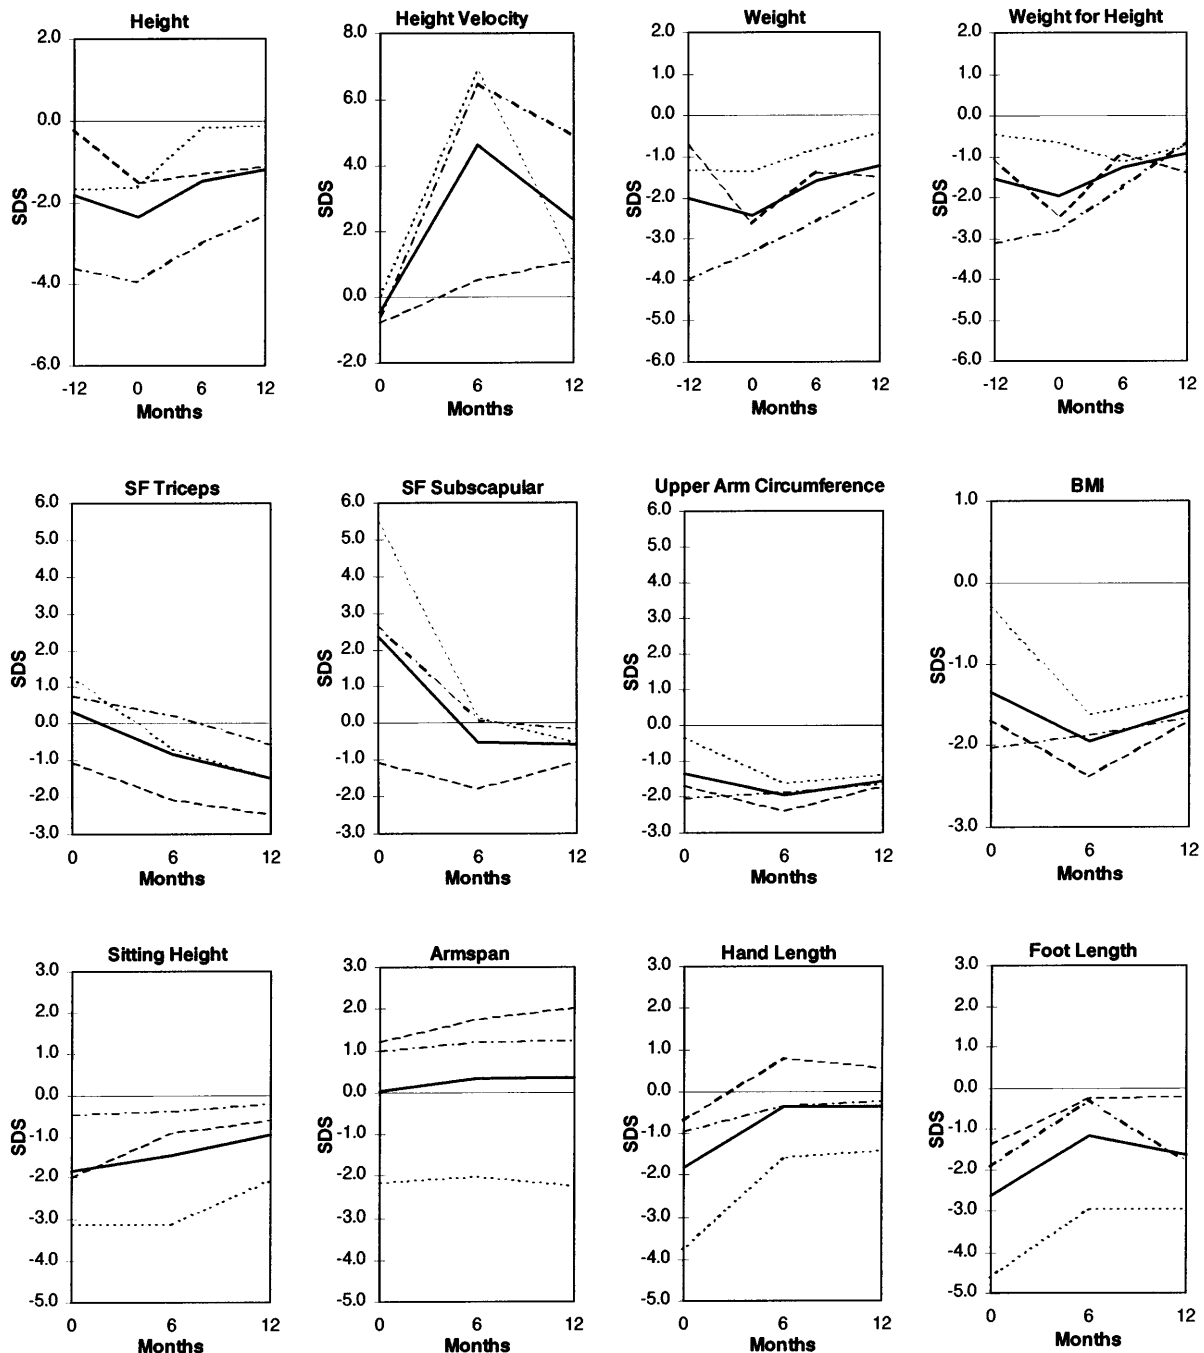 Height
2.0
0.0
-2.0
-4.0
-6.0
SDS
-12 0 6 12
Months
Height Velocity
8.0
6.0
4.0
2.0
0.0
-2.0
SDS
0 6 12
Months
Weight
2.0
1.0
0.0
-1.0
-2.0
-3.0
-4.0
-5.0
-6.0
SDS
-12 0 6 12
Months
Weight for Height
2.0
1.0
0.0
-1.0
-2.0
-3.0
-4.0
-5.0
-6.0
SDS
-12 0 6 12
Months
SF Triceps
6.0
5.0
4.0
3.0
2.0
1.0
0.0
-1.0
-2.0
-3.0
SDS
0 6 12
Months
SF Subscapular
6.0
5.0
4.0
3.0
2.0
1.0
0.0
-1.0
-2.0
-3.0
SDS
0 6 12
Months
Upper Arm Circumference
6.0
5.0
4.0
3.0
2.0
1.0
0.0
-1.0
-2.0
-3.0
SDS
0 6 12
Months
BMI
1.0
0.0
-1.0
-2.0
-3.0
SDS
0 6 12
Months
Sitting Height
3.0
2.0
1.0
0.0
-1.0
-2.0
-3.0
-4.0
-5.0
SDS
0 6 12
Months
Armspan
3.0
2.0
1.0
0.0
-1.0
-2.0
-3.0
-4.0
-5.0
SDS
0 6 12
Months
Hand Length
3.0
2.0
1.0
0.0
-1.0
-2.0
-3.0
-4.0
-5.0
SDS
0 6 12
Months
Foot Length
3.0
2.0
1.0
0.0
-1.0
-2.0
-3.0
-4.0
-5.0
SDS
0 6 12
Months